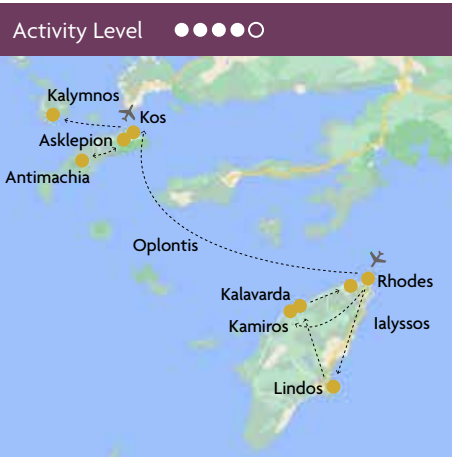 Activity Level
Kalymnos
Kos
Asklepion
Antimachia
Oplontis
Rhodes
Kalavarda
Ialyssos
Kamiros
Lindos